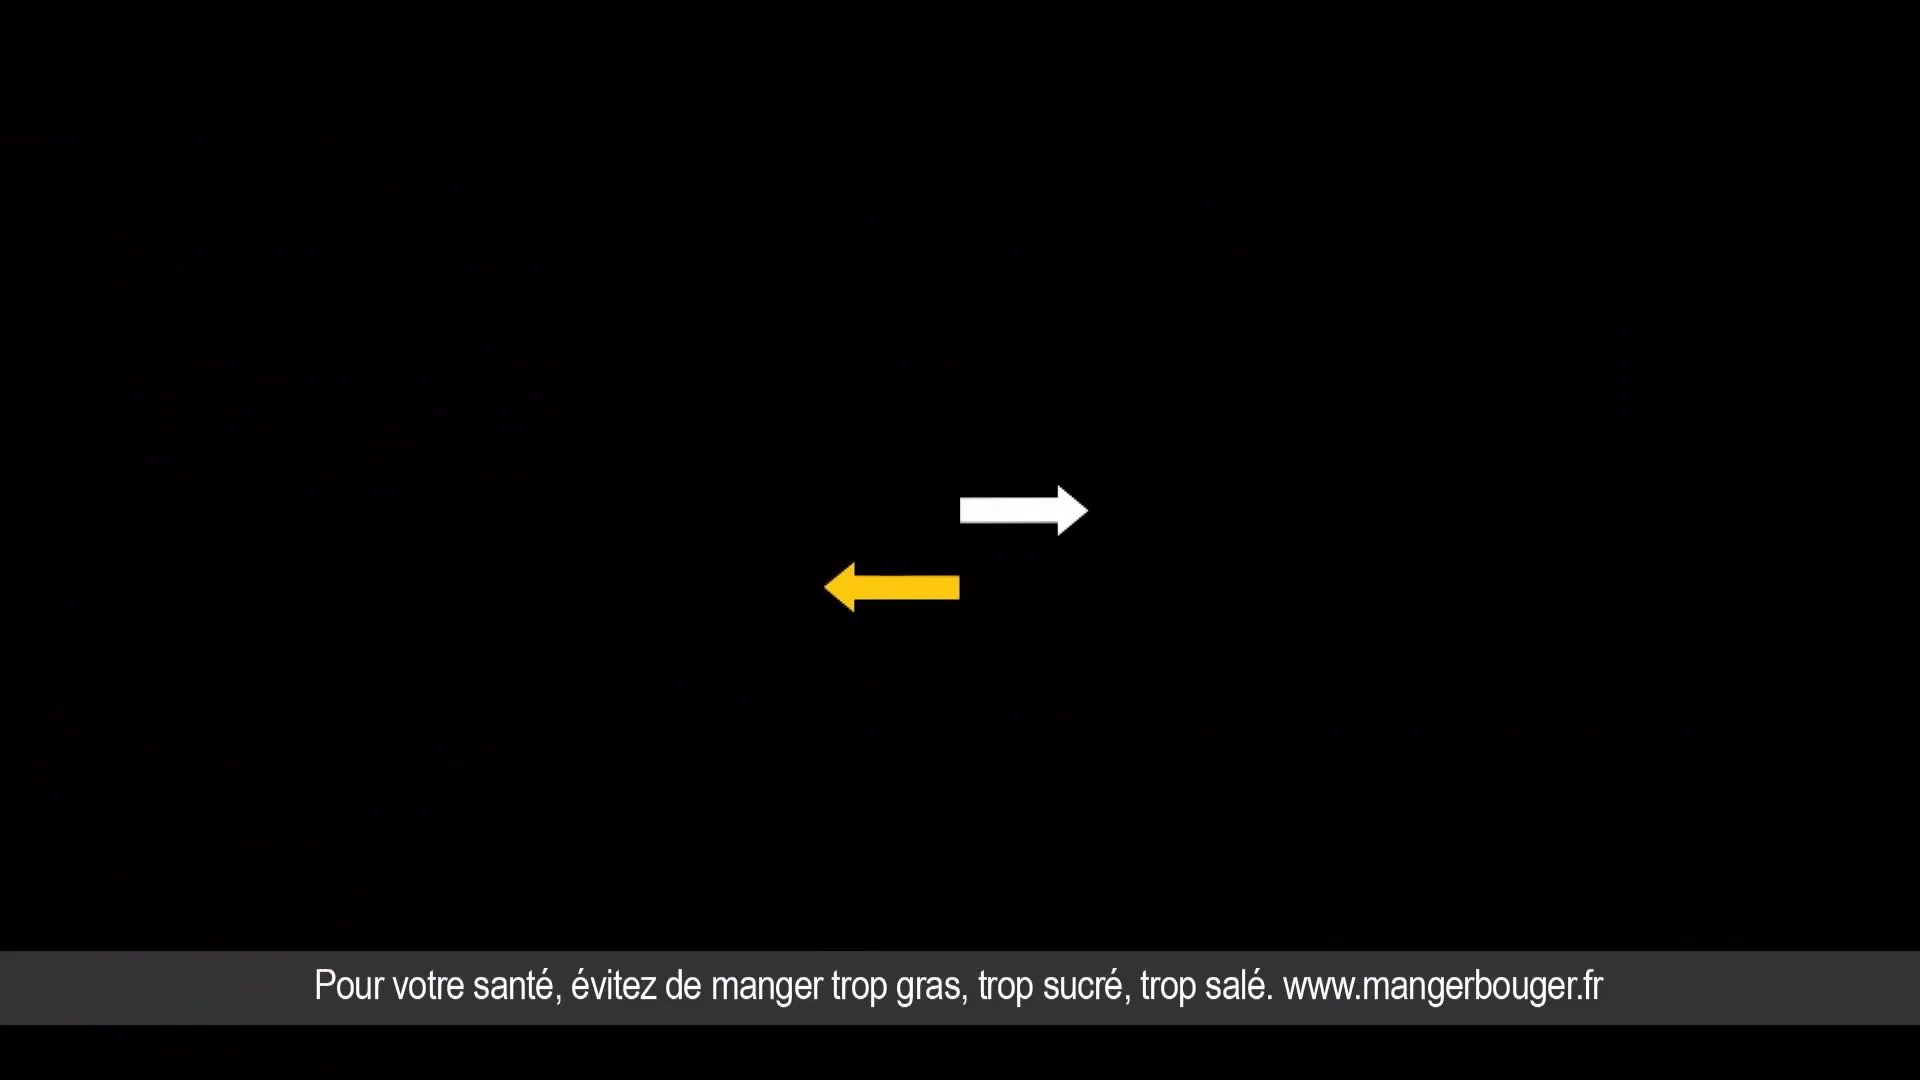 Pour votre santé, évitez de manger trop gras, trop sucré, trop salé. www.mangerbouger.fr